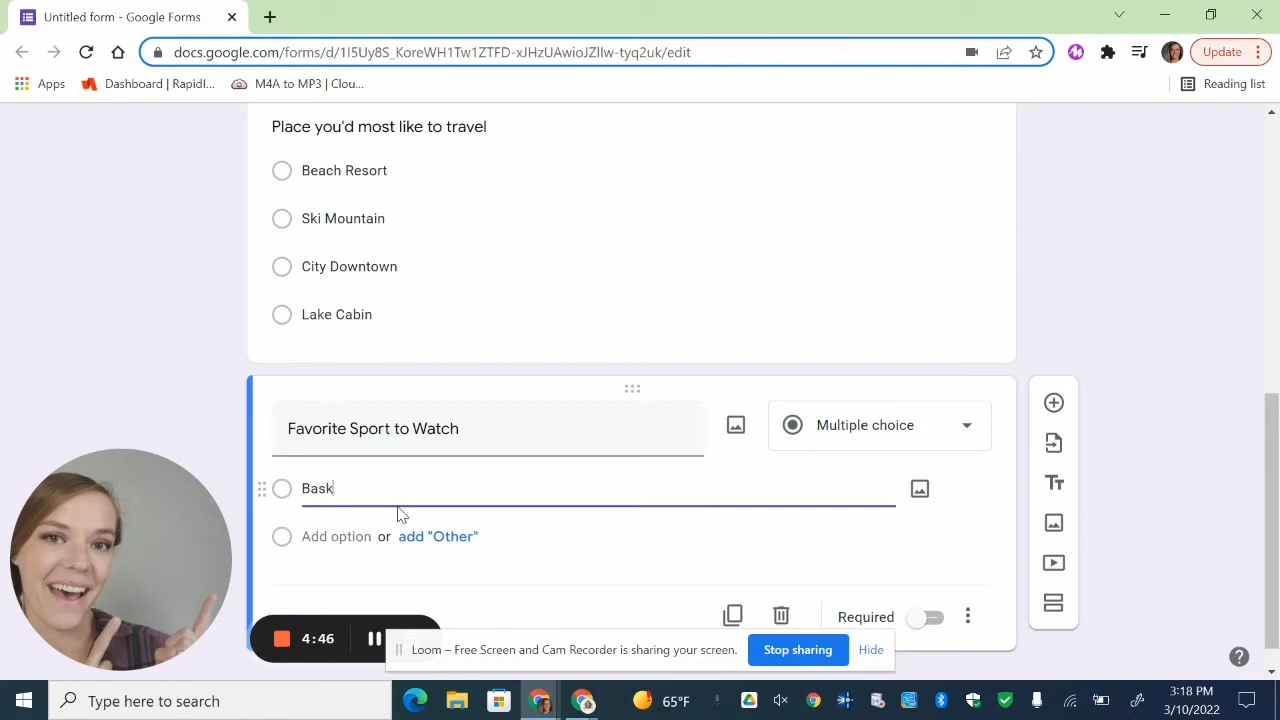 Untitled form - Google Forms
docs.google.com/forms/d/1I5Uy8S_KoreWH1Tw1ZTFD-xJHzUAwioJZllw-tyq2uk/edit
Update
Apps
Dashboard | RapidI...
M4A to MP3 | Clou...
Reading list
Place you'd most like to travel
Beach Resort
Ski Mountain
City Downtown
Lake Cabin
Favorite Sport to Watch
Multiple choice
Bask
Add option or add "Other"
Required
4:46
Loom – Free Screen and Cam Recorder is sharing your screen.
Stop sharing
Hide
Type here to search
65°F
3:18 PM
3/10/2022